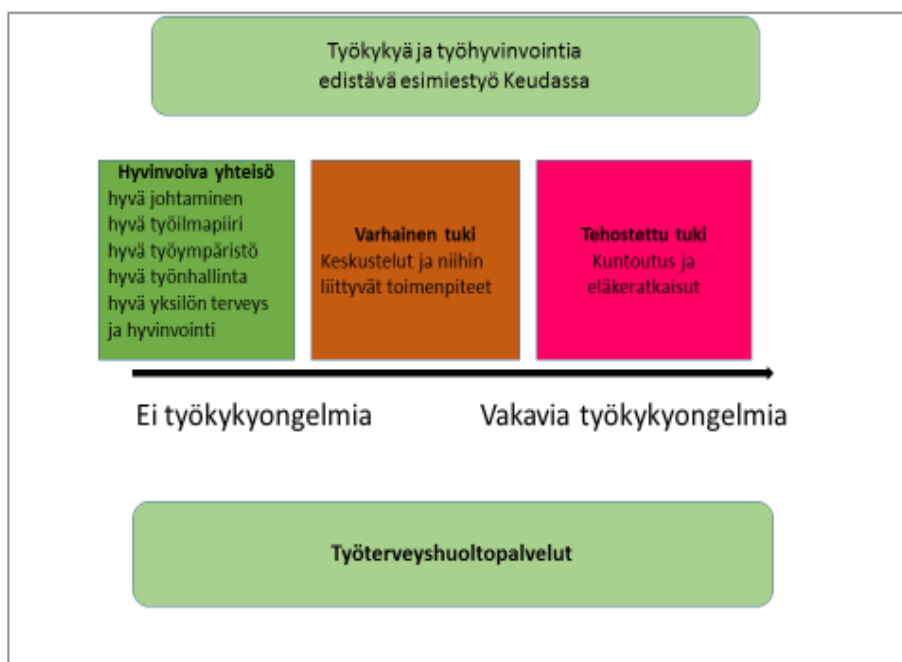 Työkykyä ja työhyvinvointia
edistävä esimiestyö Keudassa
Hyvinvoiva yhteisö
hyvä johtaminen
hyvä työilmapiiri
hyvä työympäristö
hyvä työnhallinta
hyvä yksilön terveys
ja hyvinvointi
Varhainen tuki
Keskustelut ja niihin
liittyvät toimenpiteet
Tehostettu tuki
Kuntoutus ja
eläkeratkaisut
Ei työkykyongelmia
Vakavia työkykyongelmia
Työterveyshuoltopalvelut